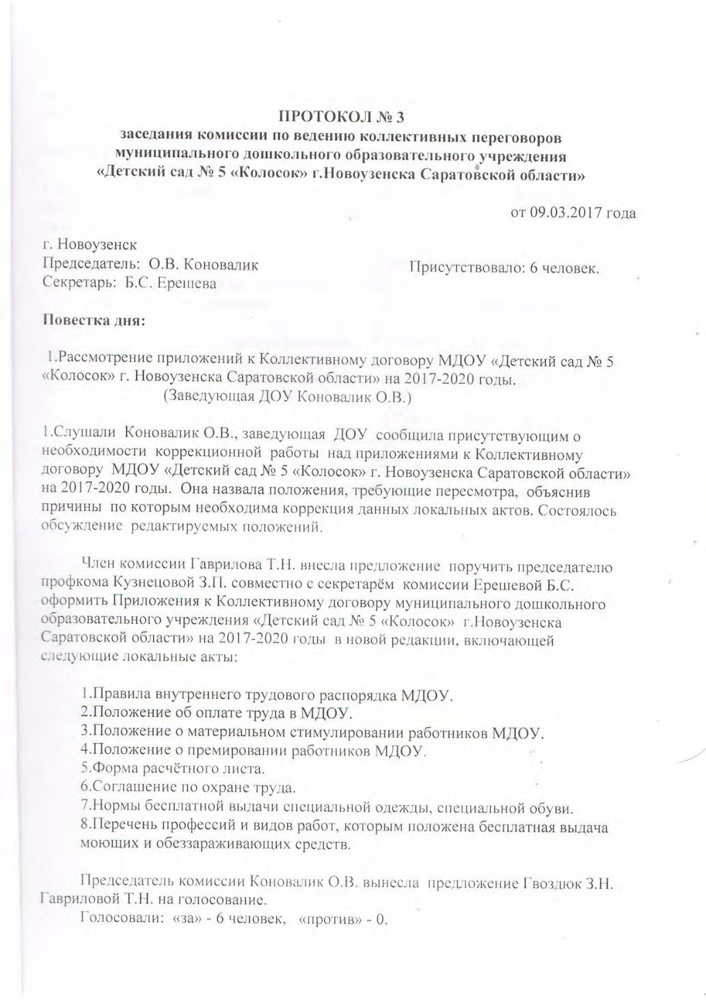 ПРОТОКОЛ № 3
заседания комиссии по ведению коллективных переговоров
муниципального дошкольного образовательного учреждения
«Детский сад № 5 «Колосок» г.Новоузенска Саратовской области»
от 09.03.2017 года
г. Новоузенск
Председатель: О.В. Коновалик Присутствовало: 6 человек.
Секретарь: Б.С. Ерешева
Повестка дня:
1.Рассмотрение приложений к Коллективному договору МДОУ «Детский сад № 5
«Колосок» г. Новоузенска Саратовской области» на 2017-2020 годы.
(Заведующая ДОУ Коновалик О.В.)
1.Слушали Коновалик О.В., заведующая ДОУ сообщила присутствующим о
необходимости коррекционной работы над приложениями к Коллективному
договору МДОУ «Детский сад № 5 «Колосок» г. Новоузенска Саратовской области»
на 2017-2020 годы. Она назвала положения, требующие пересмотра, объяснив
причины по которым необходима коррекция данных локальных актов. Состоялось
обсуждение редактируемых положений.
Член комиссии Гаврилова Т.Н. внесла предложение поручить председателю
профкома Кузнецовой З.П. совместно с секретарём комиссии Ерешевой Б.С.
оформить Приложения к Коллективному договору муниципального дошкольного
образовательного учреждения «Детский сад № 5 «Колосок» г.Новоузенска
Саратовской области» на 2017-2020 годы в новой редакции, включающей
следующие локальные акты:
1.Правила внутреннего трудового распорядка МДОУ.
2.Положение об оплате труда в МДОУ.
3.Положение о материальном стимулировании работников МДОУ.
4.Положение о премировании работников МДОУ.
5.Форма расчётного листа.
6.Соглашение по охране труда.
7.Нормы бесплатной выдачи специальной одежды, специальной обуви.
8.Перечень профессий и видов работ, которым положена бесплатная выдача
моющих и обеззараживающих средств.
Председатель комиссии Коновалик О.В. вынесла предложение Гвоздюк З.Н.
Гавриловой Т.Н. на голосование.
Голосовали: «за» - 6 человек, «против» - 0.